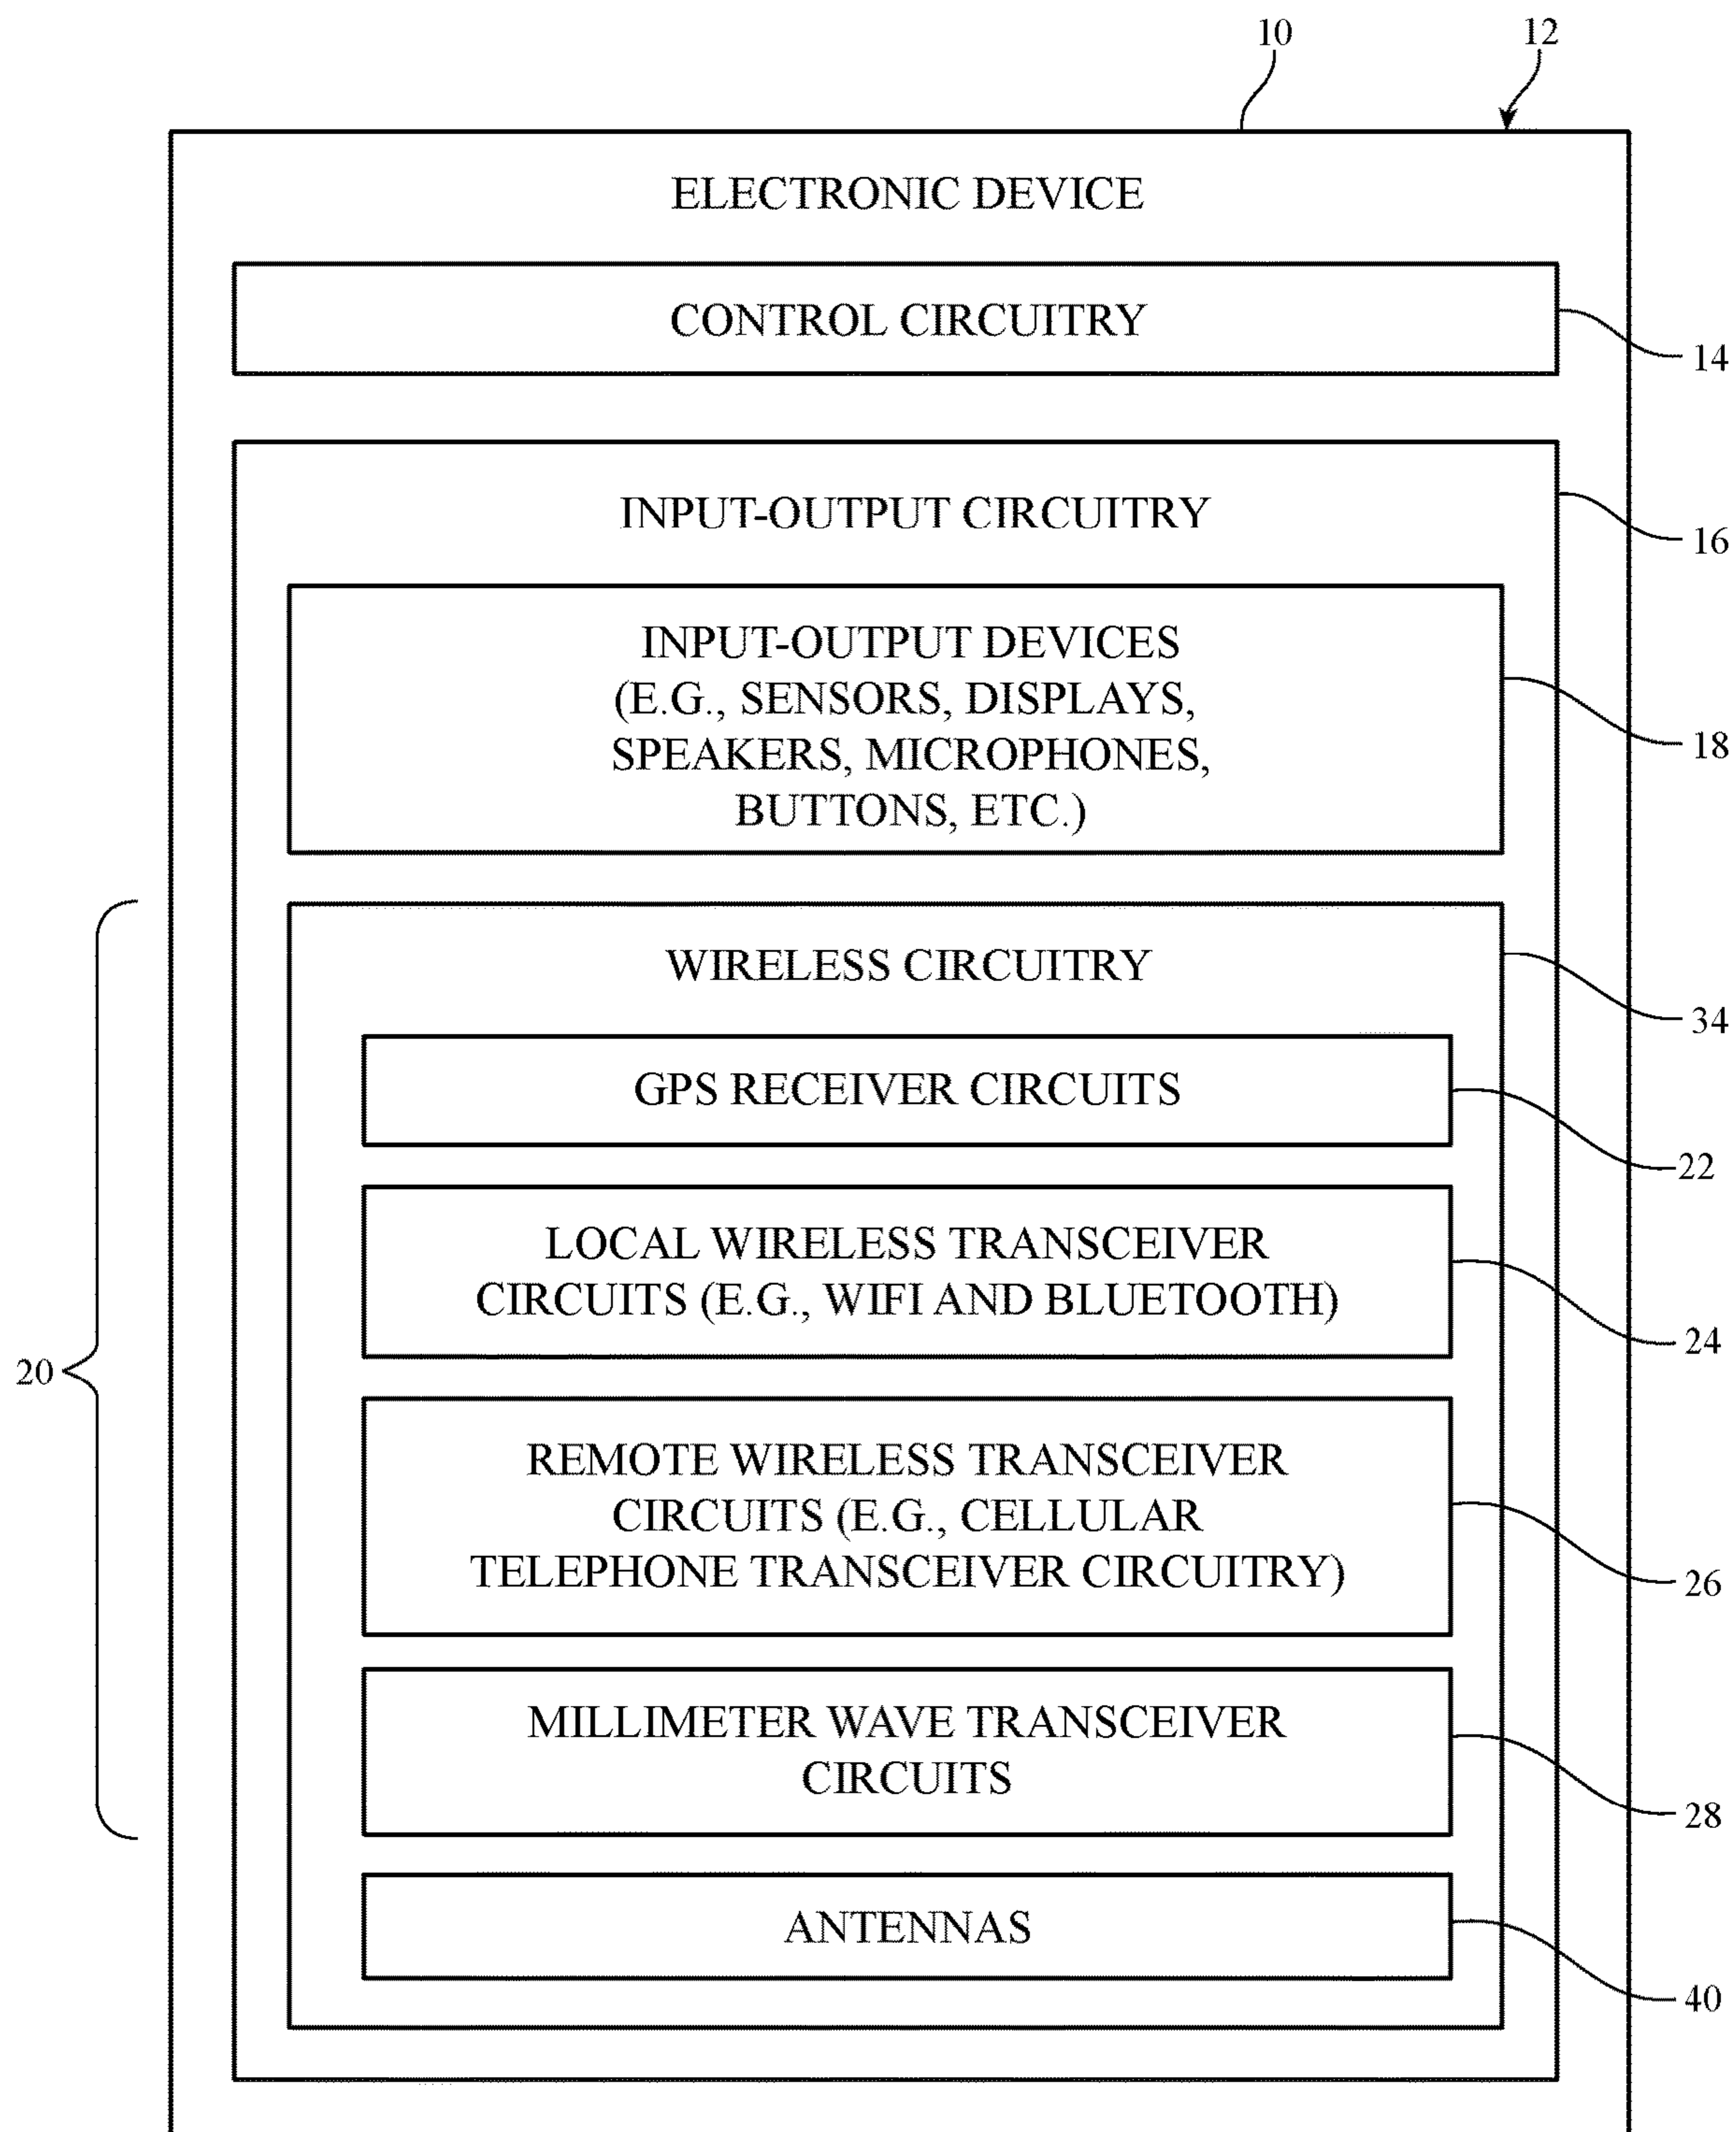 10
12
ELECTRONIC DEVICE
CONTROL CIRCUITRY
14
INPUT-OUTPUT CIRCUITRY
16
INPUT-OUTPUT DEVICES
(E.G., SENSORS, DISPLAYS,
SPEAKERS, MICROPHONES,
BUTTONS, ETC.)
18
WIRELESS CIRCUITRY
34
GPS RECEIVER CIRCUITS
22
LOCAL WIRELESS TRANSCEIVER
CIRCUITS (E.G., WIFI AND BLUETOOTH)
24
20
REMOTE WIRELESS TRANSCEIVER
CIRCUITS (E.G., CELLULAR
TELEPHONE TRANSCEIVER CIRCUITRY)
26
MILLIMETER WAVE TRANSCEIVER
CIRCUITS
28
ANTENNAS
40